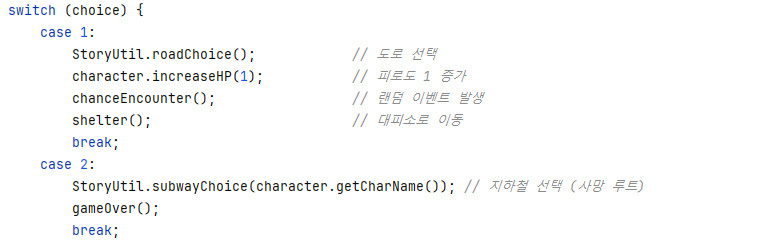 switch (choice) {
case 1:
StoryUtil.roadChoice(); // 도로 선택
character.increaseHP(1); // 피로도 1 증가
chanceEncounter(); // 랜덤 이벤트 발생
shelter(); // 대피소로 이동
break;
case 2:
StoryUtil.subwayChoice(character.getCharName()); // 지하철 선택 (사망 루트)
gameOver();
break;